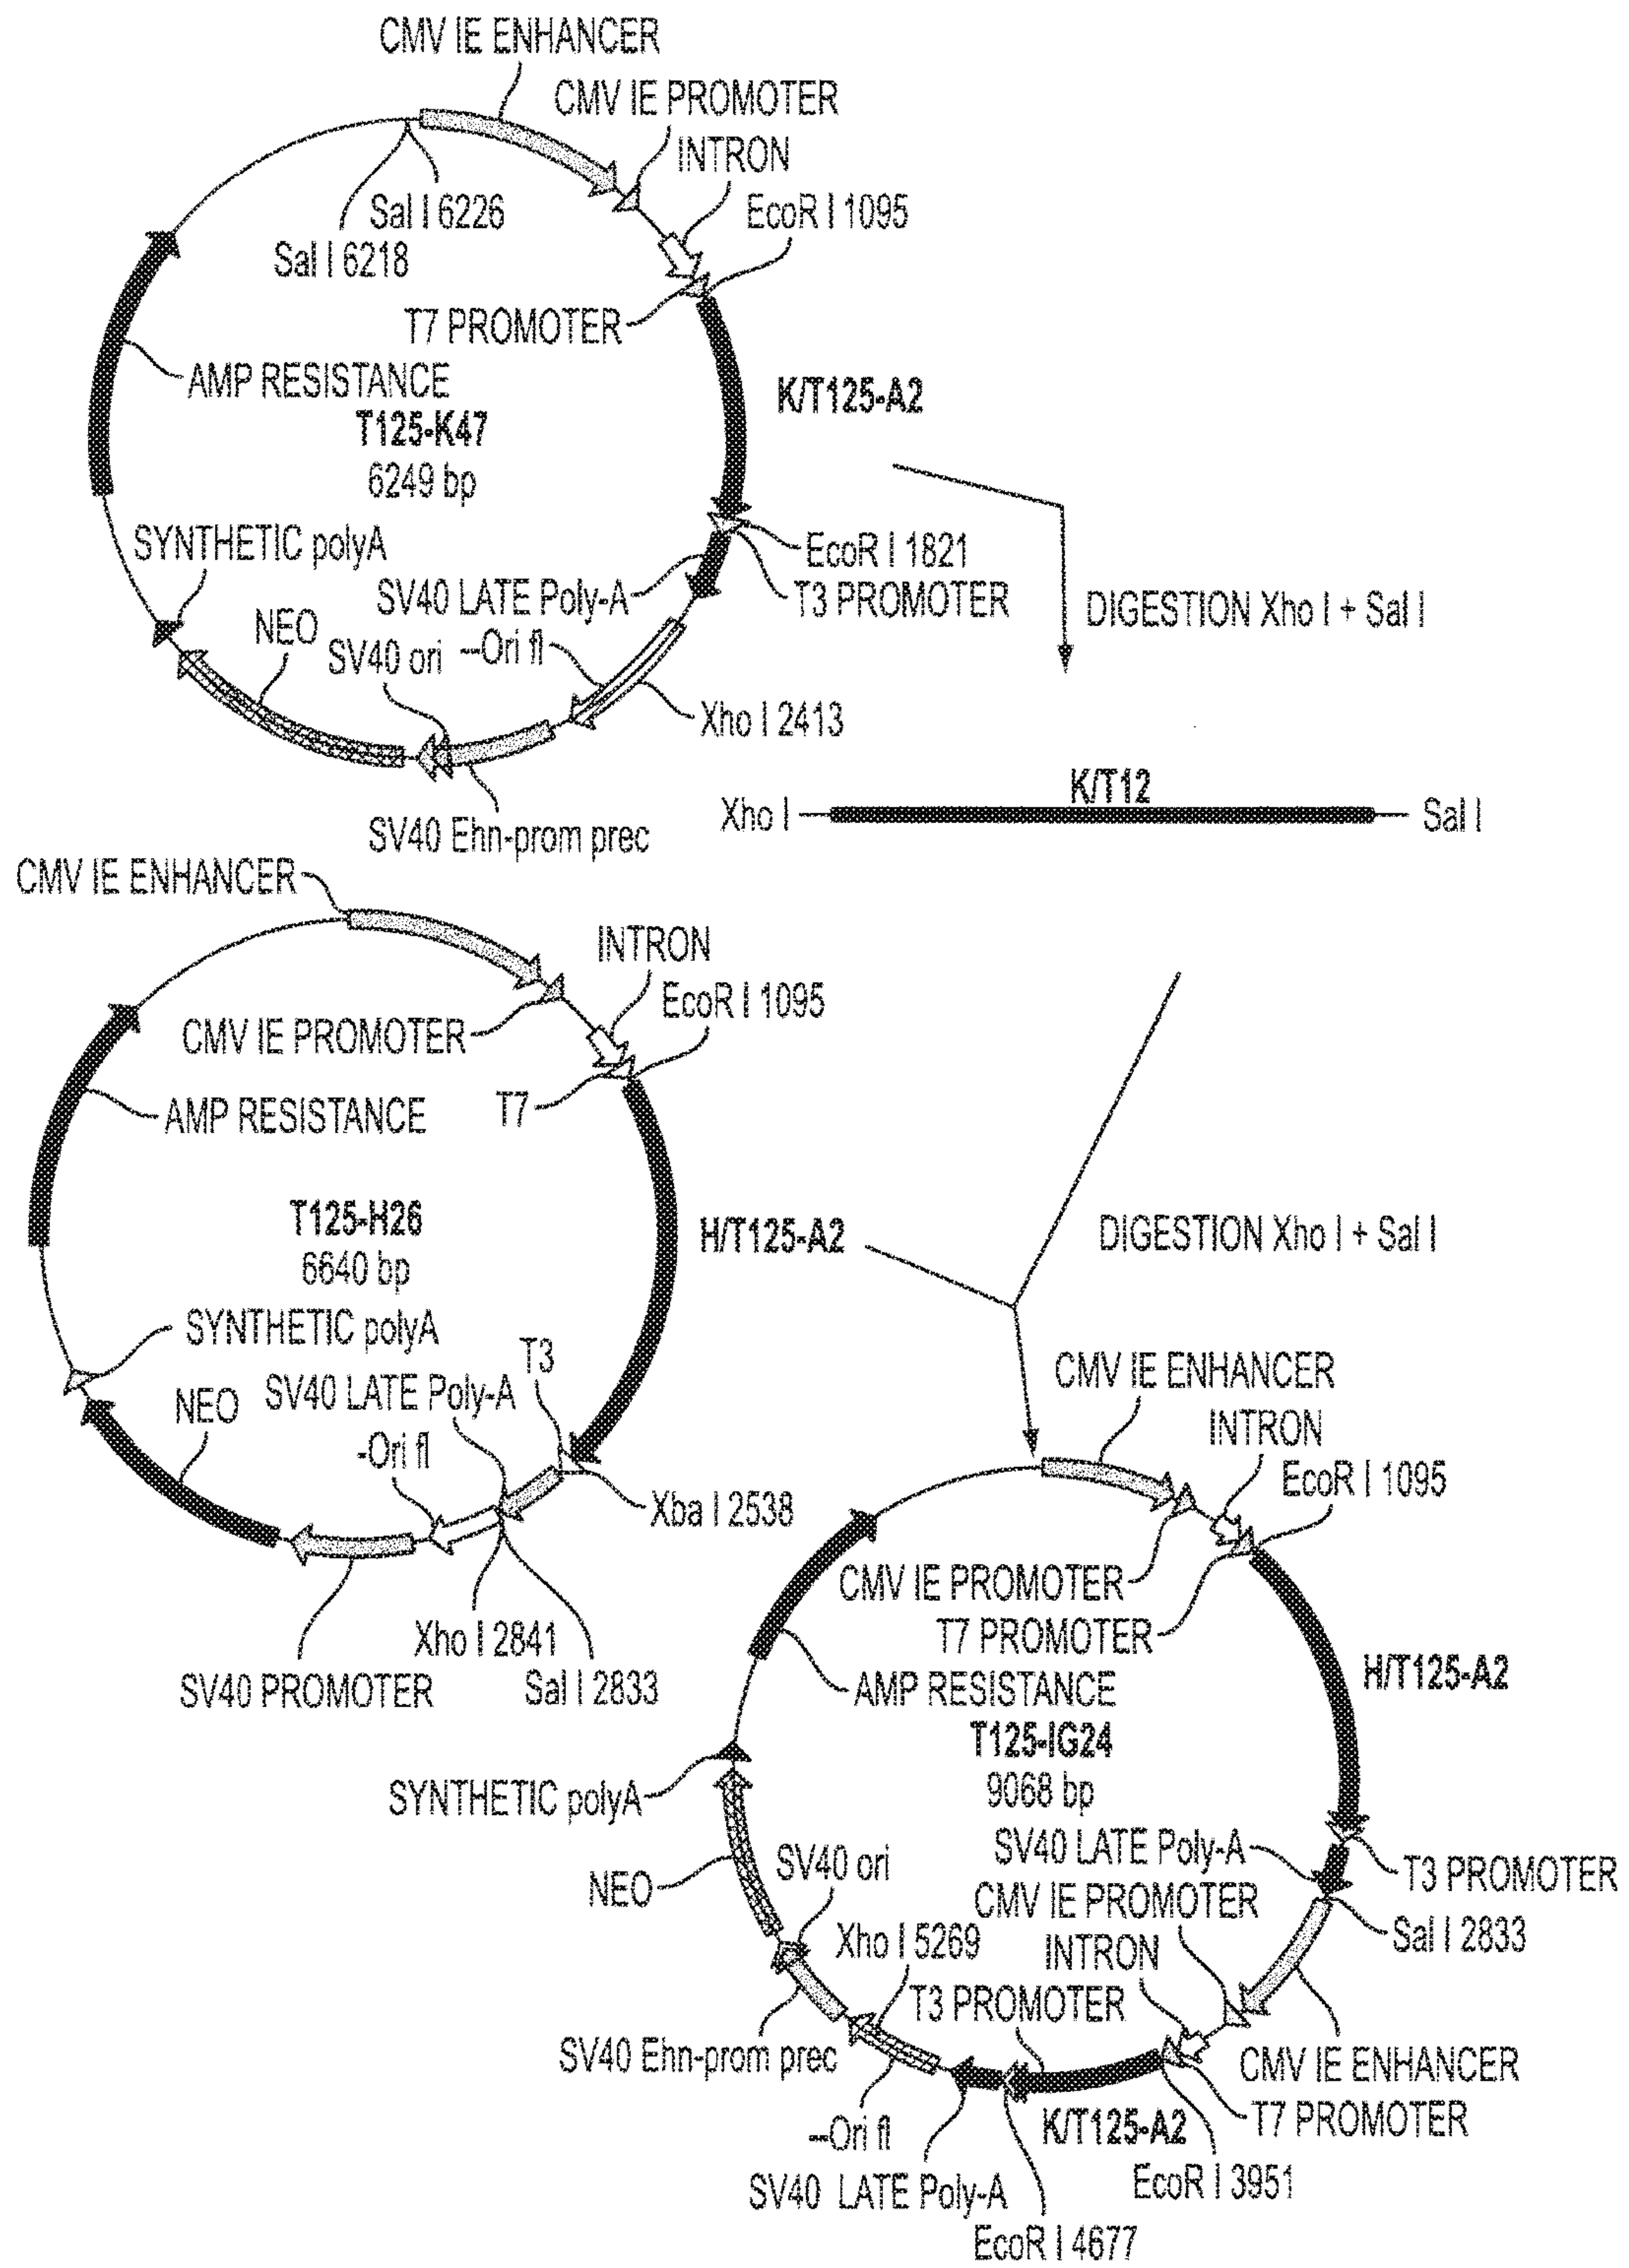 CMV IE ENHANCER
CMV IE PROMOTER
INTRON
EcoR I 1095
Sal I 6226
Sal I 6218
T7 PROMOTER
AMP RESISTANCE
T125-K47
6249 bp
K/T125-A2
SYNTHETIC polyA
EcoR I 1821
SV40 LATE Poly-A
T3 PROMOTER
DIGESTION Xho I + Sal I
NEO
SV40 ori
--Ori fl
Xho I 2413
SV40 Ehn-prom prec
K/T12
Xho I
Sal I
CMV IE ENHANCER
INTRON
EcoR I 1095
CMV IE PROMOTER
T7
AMP RESISTANCE
T125-H26
6640 bp
H/T125-A2
DIGESTION Xho I + Sal I
SYNTHETIC polyA
T3
SV40 LATE Poly-A
NEO
-Ori fl
Xba I 2538
Xho I 2841
Sal I 2833
SV40 PROMOTER
CMV IE ENHANCER
INTRON
EcoR I 1095
CMV IE PROMOTER
T7 PROMOTER
AMP RESISTANCE
H/T125-A2
T125-IG24
9068 bp
SYNTHETIC polyA
SV40 LATE Poly-A
T3 PROMOTER
SV40 ori
NEO
CMV IE PROMOTER
Sal I 2833
Xho I 5269
INTRON
T3 PROMOTER
SV40 Ehn-prom prec
CMV IE ENHANCER
T7 PROMOTER
--Ori fl
K/T125-A2
SV40 LATE Poly-A
EcoR I 3951
EcoR I 4677